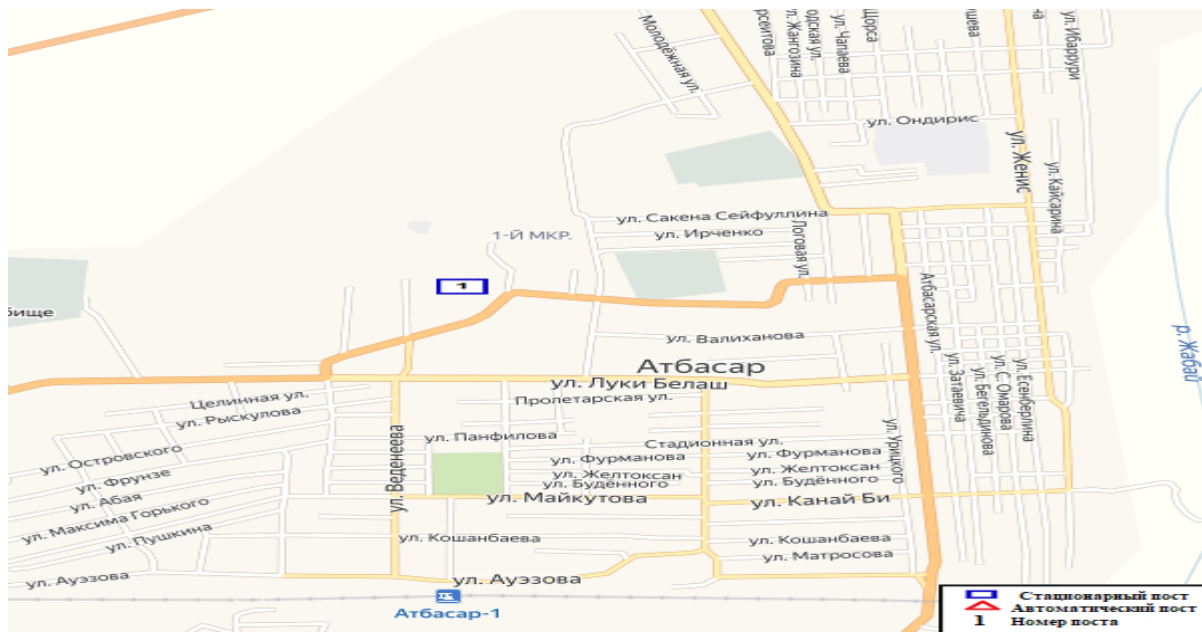 Молодёжная ул.
ул. Жангозина
ул. Чапаева
Щорса
ул. Ибаррури
ул. Ондирис
ул. Женис
ул. Кайсарина
ул. Сакена Сейфуллина
ул. Ирченко
Логовая ул.
1-Й МКР.
1
Атбасарская ул.
р. Жабай
ул. Валиханова
Атбасар
ул. Луки Белаш
ул. Затаевича
ул. Бегельдинова
ул. С. Омарова
ул. Есенберлина
Целинная ул.
ул. Рыскулова
Пролетарская ул.
ул. Панфилова
Стадионная ул.
ул. Урицкого
ул. Веденеева
ул. Островского
ул. Фурманова
ул. Фурманова
ул. Фрунзе
ул. Желтоксан
ул. Желтоксан
ул. Абая
ул. Будённого
ул. Будённого
ул. Майкутова
ул. Канай Би
ул. Максима Горького
ул. Пушкина
ул. Кошанбаева
ул. Кошанбаева
ул. Матросова
ул. Ауэзова
ул. Ауэзова
Атбасар-1
Стационарный пост
Автоматический пост
1 Номер поста